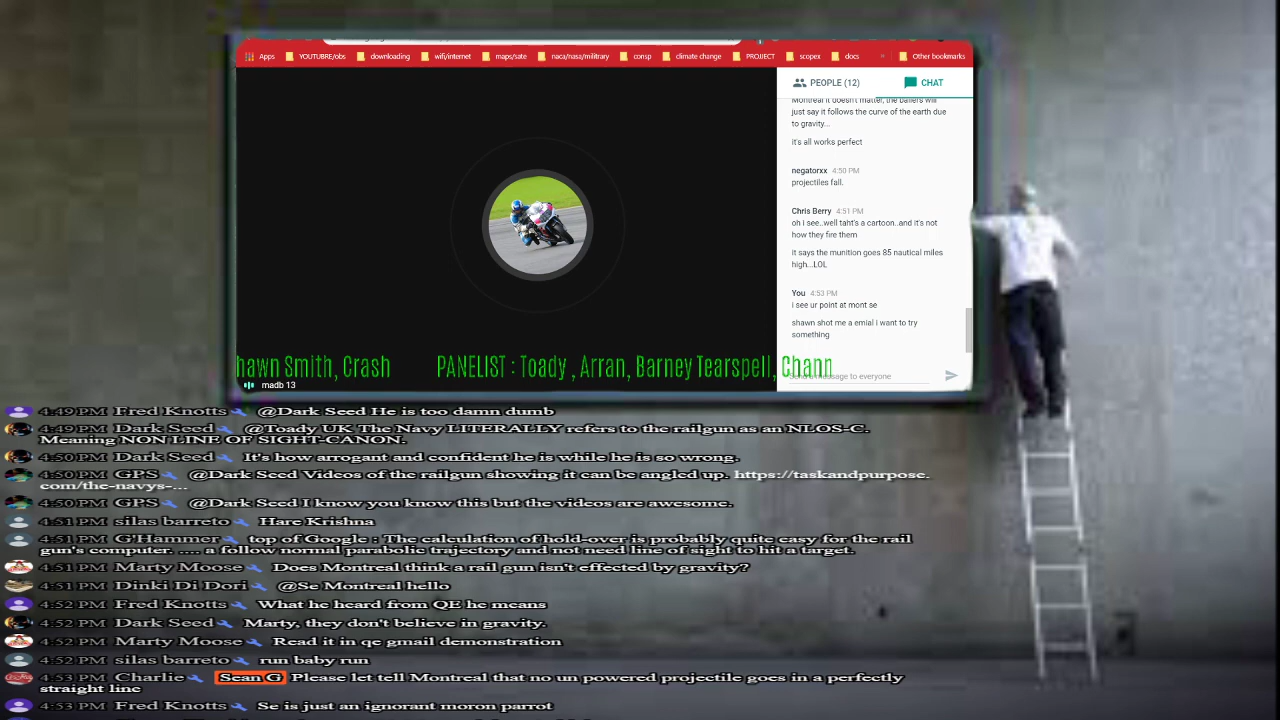 Apps YOUTUBRE/obs downloading wifi/internet maps/sate naca/nasa/militrary consp climate change PROJECT scopex docs Other bookmarks
PEOPLE (12) CHAT
Montreal it doesn't matter, the ballers will
just say it follows the curve of the earth due
to gravity...
it's all works perfect
negatorxx 4:50 PM
projectiles fall.
Chris Berry 4:51 PM
oh i see..well taht's a cartoon..and it's not
how they fire them
it says the munition goes 85 nautical miles
high...LOL
You 4:53 PM
i see ur point at mont se
shawn shot me a emial i want to try
something
hawn Smith, Crash PANELIST : Toady , Arran, Barney Tearspell, Chann
message to everyone
madb 13
4:49 PM Fred Knotts @Dark Seed He is too damn dumb
4:49 PM Dark Seed @Toady UK The Navy LITERALLY refers to the railgun as an NLOS-C.
Meaning NON LINE OF SIGHT-CANON.
4:50 PM Dark Seed It's how arrogant and confident he is while he is so wrong.
4:50 PM GPS @Dark Seed Videos of the railgun showing it can be angled up. https://taskandpurpose.
com/the-navys-...
4:50 PM GPS @Dark Seed I know you know this but the videos are awesome.
4:51 PM silas barreto Hare Krishna
4:51 PM G'Hammer top of Google : The calculation of hold-over is probably quite easy for the rail
gun's computer. .... a follow normal parabolic trajectory and not need line of sight to hit a target.
4:51 PM Marty Moose Does Montreal think a rail gun isn't effected by gravity?
4:51 PM Dinki Di Dori @Se Montreal hello
4:52 PM Fred Knotts What he heard from QE he means
4:52 PM Dark Seed Marty, they don't believe in gravity.
4:52 PM Marty Moose Read it in qe gmail demonstration
4:52 PM silas barreto run baby run
4:53 PM Charlie Sean G Please let tell Montreal that no un powered projectile goes in a perfectly
straight line
4:53 PM Fred Knotts Se is just an ignorant moron parrot